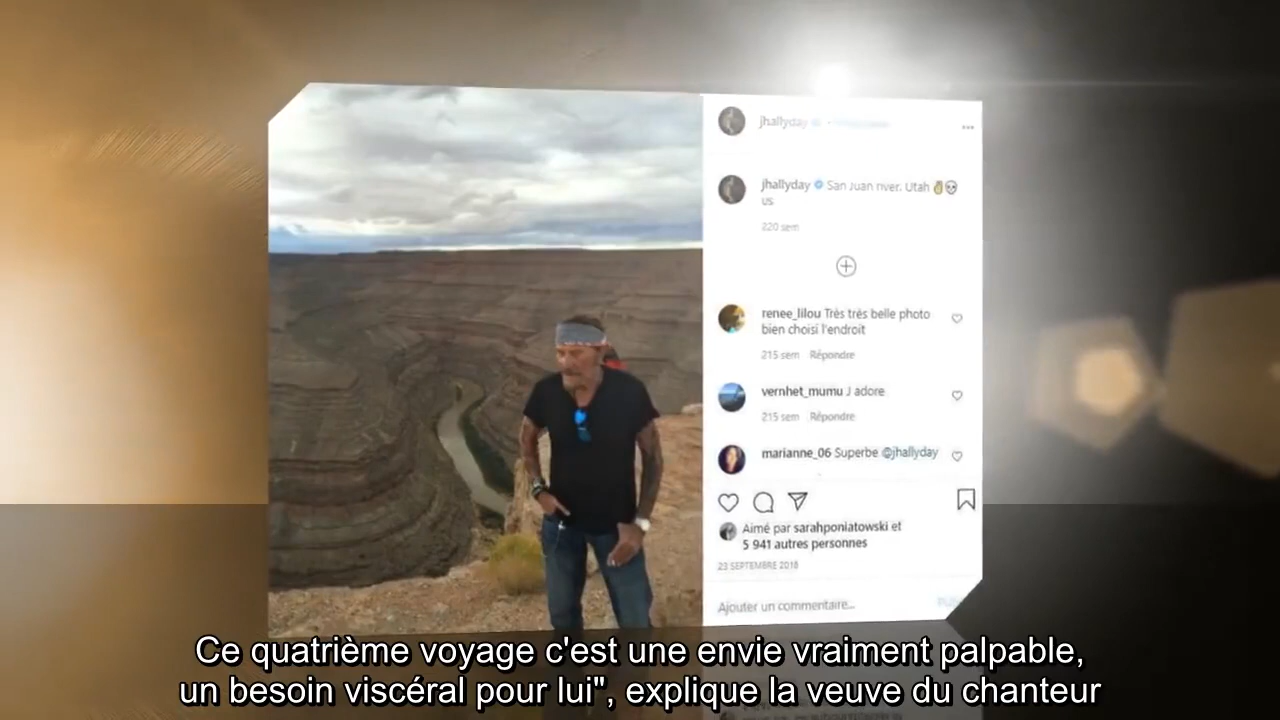 jhallyday
jhallyday San Juan river. Utah ✌💀
us
220 sem
renee_lilou Très très belle photo
bien choisi l'endroit
215 sem Répondre
vernhet_mumu J adore
215 sem Répondre
marianne_06 Superbe @jhallyday
Aimé par sarahponiatowski et
5 941 autres personnes
23 SEPTEMBRE 2016
Ajouter un commentaire...
Ce quatrième voyage c'est une envie vraiment palpable,
un besoin viscéral pour lui", explique la veuve du chanteur